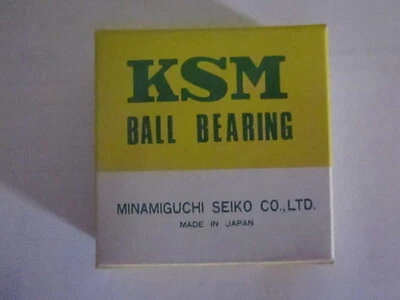 KSM
BALL BEARING
MINAMIGUCHI SEIKO CO.,LTD.
MADE IN JAPAN